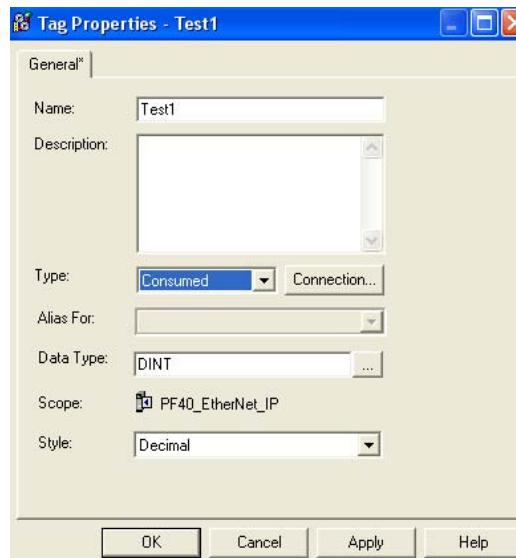 Tag Properties - Test1
General*
Name: Test1
Description:
Type: Consumed Connection...
Alias For:
Data Type: DINT ...
Scope: PF40_EtherNet_IP
Style: Decimal
OK Cancel Apply Help